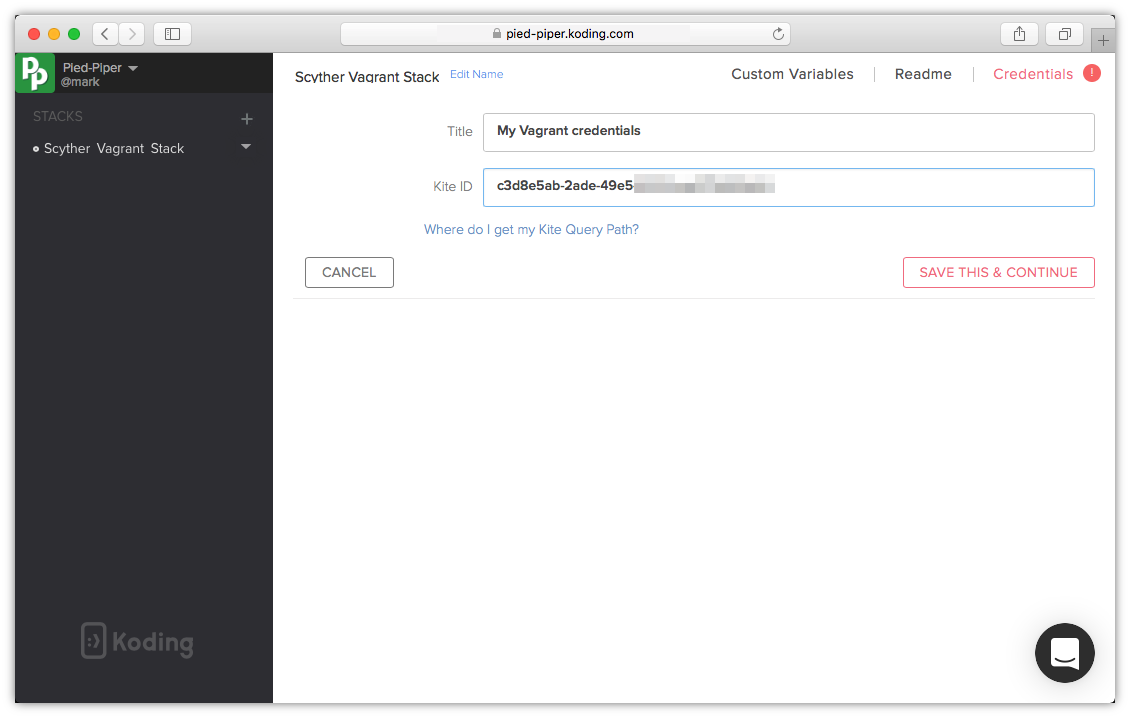 pied-piper.koding.com
Pied-Piper
@mark
STACKS
Scyther Vagrant Stack
Koding
Scyther Vagrant Stack Edit Name
Custom Variables Readme Credentials !
Title My Vagrant credentials
Kite ID c3d8e5ab-2ade-49e5-
Where do I get my Kite Query Path?
CANCEL SAVE THIS & CONTINUE